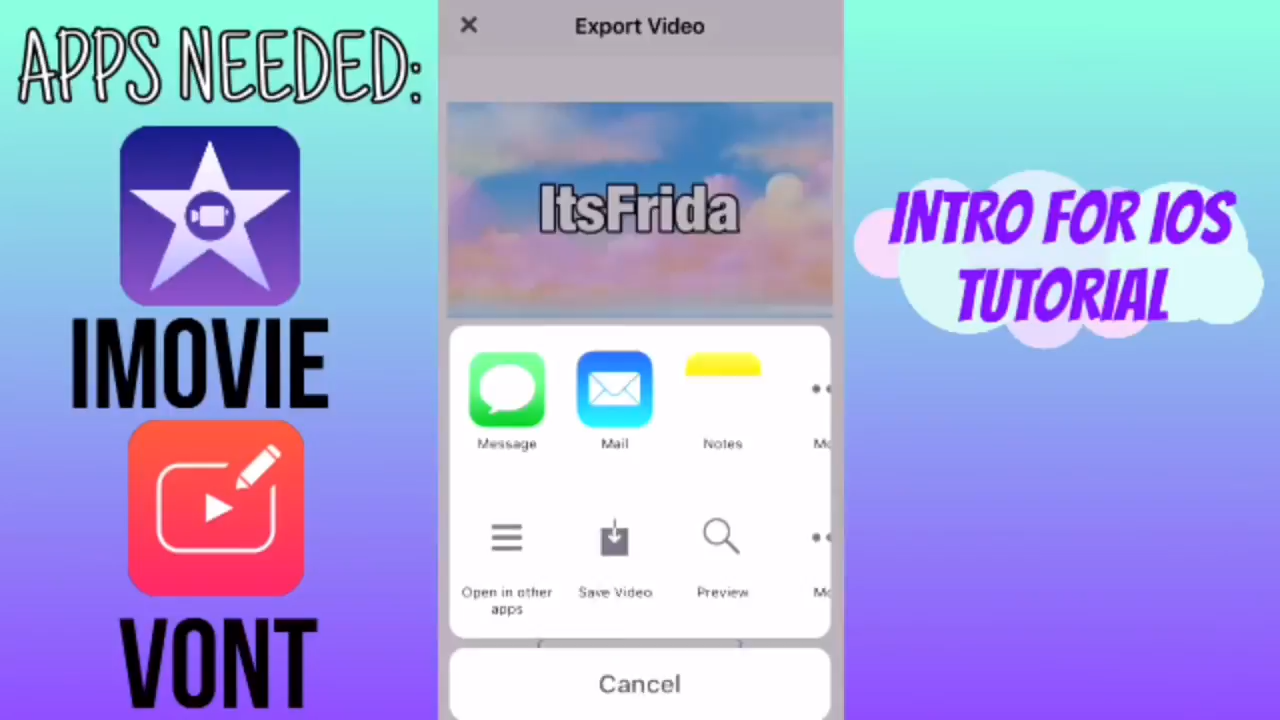 APPS NEEDED:
IMOVIE
VONT
Export Video
ItsFrida
Message
Mail
Notes
Open in other
apps
Save Video
Preview
Cancel
INTRO FOR IOS
TUTORIAL